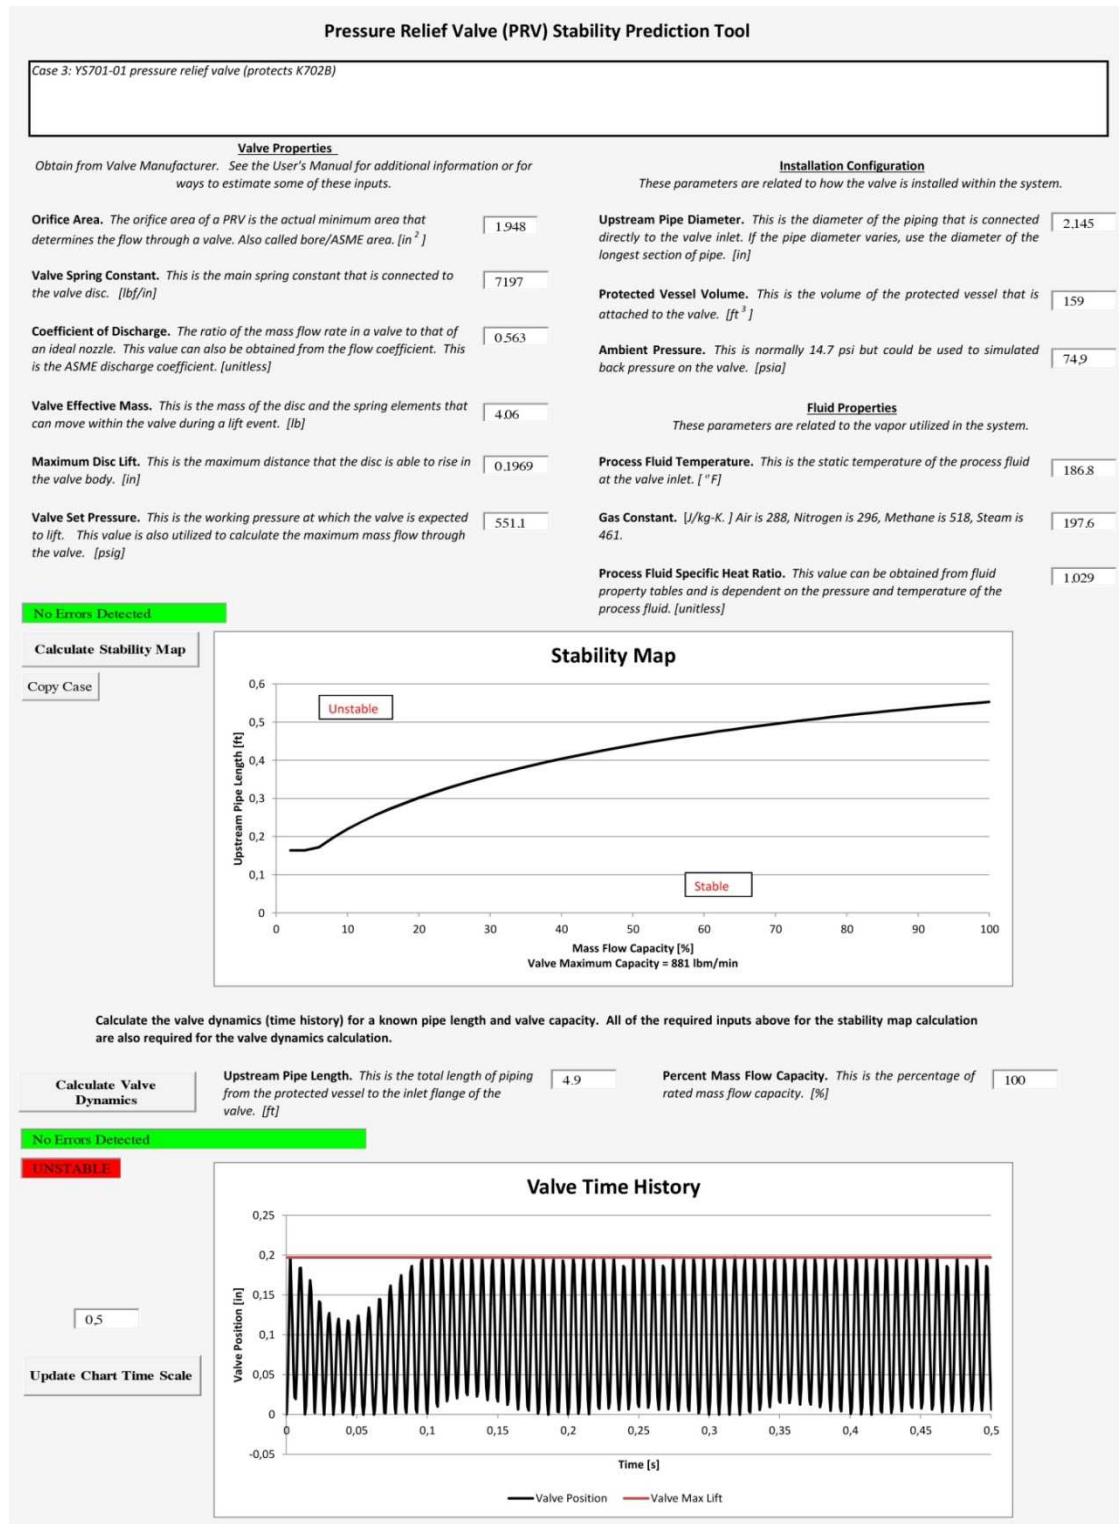 Pressure Relief Valve (PRV) Stability Prediction Tool
Case 3: YS701-01 pressure relief valve (protects K702B)
Valve Properties
Obtain from Valve Manufacturer. See the User's Manual for additional information or for
ways to estimate some of these inputs.
Orifice Area. The orifice area of a PRV is the actual minimum area that
determines the flow through a valve. Also called bore/ASME area. [in ² ]
1.948
Valve Spring Constant. This is the main spring constant that is connected to
the valve disc. [lbf/in]
7197
Coefficient of Discharge. The ratio of the mass flow rate in a valve to that of
an ideal nozzle. This value can also be obtained from the flow coefficient. This
is the ASME discharge coefficient. [unitless]
0.563
Valve Effective Mass. This is the mass of the disc and the spring elements that
can move within the valve during a lift event. [lb]
4.06
Maximum Disc Lift. This is the maximum distance that the disc is able to rise in
the valve body. [in]
0.1969
Valve Set Pressure. This is the working pressure at which the valve is expected
to lift. This value is also utilized to calculate the maximum mass flow through
the valve. [psig]
551.1
Installation Configuration
These parameters are related to how the valve is installed within the system.
Upstream Pipe Diameter. This is the diameter of the piping that is connected
directly to the valve inlet. If the pipe diameter varies, use the diameter of the
longest section of pipe. [in]
2,145
Protected Vessel Volume. This is the volume of the protected vessel that is
attached to the valve. [ft ³ ]
159
Ambient Pressure. This is normally 14.7 psi but could be used to simulated
back pressure on the valve. [psia]
74,9
Fluid Properties
These parameters are related to the vapor utilized in the system.
Process Fluid Temperature. This is the static temperature of the process fluid
at the valve inlet. [ °F]
186.8
Gas Constant. [J/kg-K. ] Air is 288, Nitrogen is 296, Methane is 518, Steam is
461.
197.6
Process Fluid Specific Heat Ratio. This value can be obtained from fluid
property tables and is dependent on the pressure and temperature of the
process fluid. [unitless]
1.029
No Errors Detected
Calculate Stability Map
Copy Case
Stability Map
Unstable
Stable
Upstream Pipe Length [ft]
0,6
0,5
0,4
0,3
0,2
0,1
0
0 10 20 30 40 50 60 70 80 90 100
Mass Flow Capacity [%]
Valve Maximum Capacity = 881 lbm/min
Calculate the valve dynamics (time history) for a known pipe length and valve capacity. All of the required inputs above for the stability map calculation
are also required for the valve dynamics calculation.
Calculate Valve
Dynamics
Upstream Pipe Length. This is the total length of piping
from the protected vessel to the inlet flange of the
valve. [ft]
4.9
Percent Mass Flow Capacity. This is the percentage of
rated mass flow capacity. [%]
100
No Errors Detected
UNSTABLE
0,5
Update Chart Time Scale
Valve Time History
Valve Position [in]
0,25
0,2
0,15
0,1
0,05
0
-0,05
0 0,05 0,1 0,15 0,2 0,25 0,3 0,35 0,4 0,45 0,5
Time [s]
Valve Position
Valve Max Lift